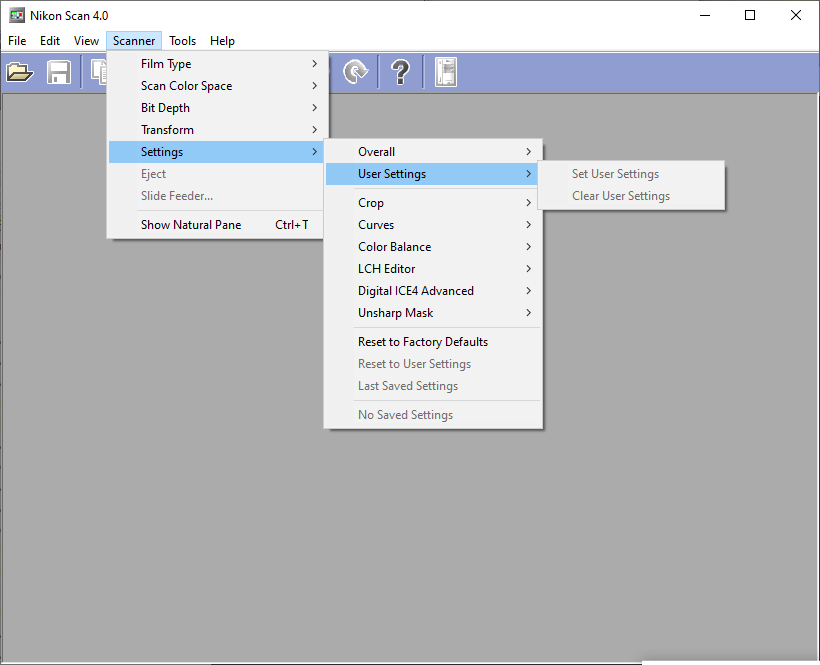 Nikon Scan 4.0
File Edit View Scanner Tools Help
Film Type
Scan Color Space
Bit Depth
Transform
Settings
Eject
Slide Feeder...
Show Natural Pane Ctrl+T
Overall
User Settings
Crop
Curves
Color Balance
LCH Editor
Digital ICE4 Advanced
Unsharp Mask
Reset to Factory Defaults
Reset to User Settings
Last Saved Settings
No Saved Settings
Set User Settings
Clear User Settings